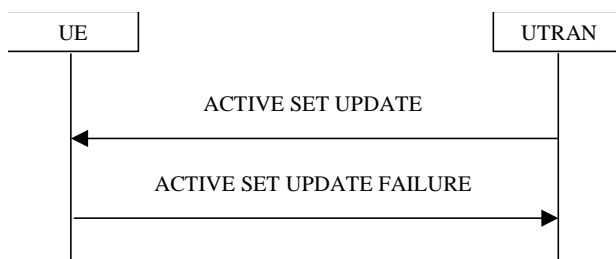 UE
UTRAN
ACTIVE SET UPDATE
ACTIVE SET UPDATE FAILURE